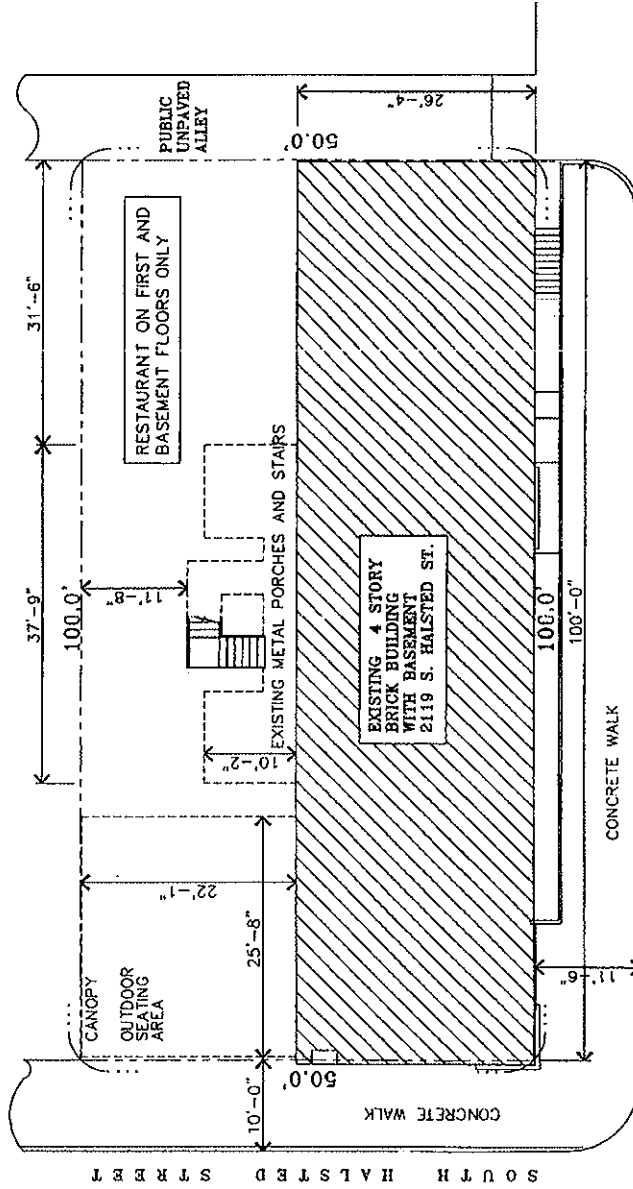 PUBLIC
UNPAVED
ALLEY
50.0'
26'-4"
31'-6"
RESTAURANT ON FIRST AND
BASEMENT FLOORS ONLY
37'-9"
100.0'
11'-8"
EXISTING METAL PORCHES AND STAIRS
10'-2"
EXISTING 4 STORY
BRICK BUILDING
WITH BASEMENT
2119 S. HALSTED ST.
100.0'
100'-0"
CONCRETE WALK
22'-1"
25'-8"
CANOPY
OUTDOOR
SEATING
AREA
11'-6"
10'-0"
50.0'
CONCRETE WALK
SOUTH HALSTED STREET